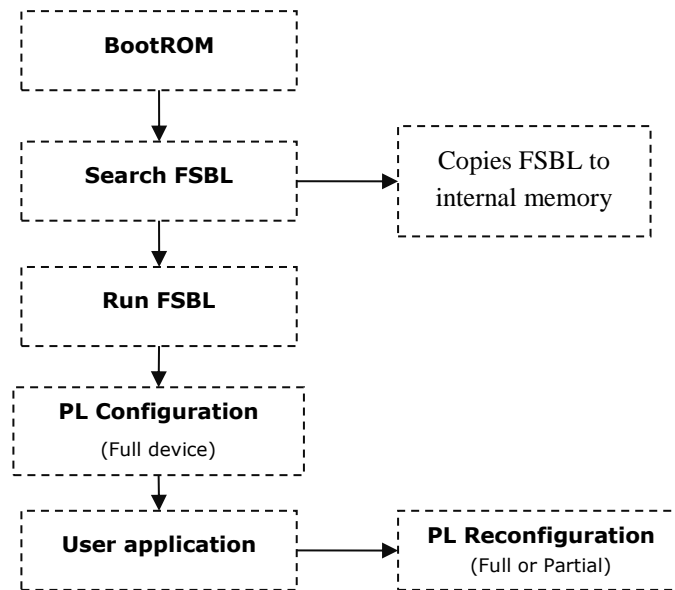 BootROM
Search FSBL
Copies FSBL to
internal memory
Run FSBL
PL Configuration
(Full device)
User application
PL Reconfiguration
(Full or Partial)